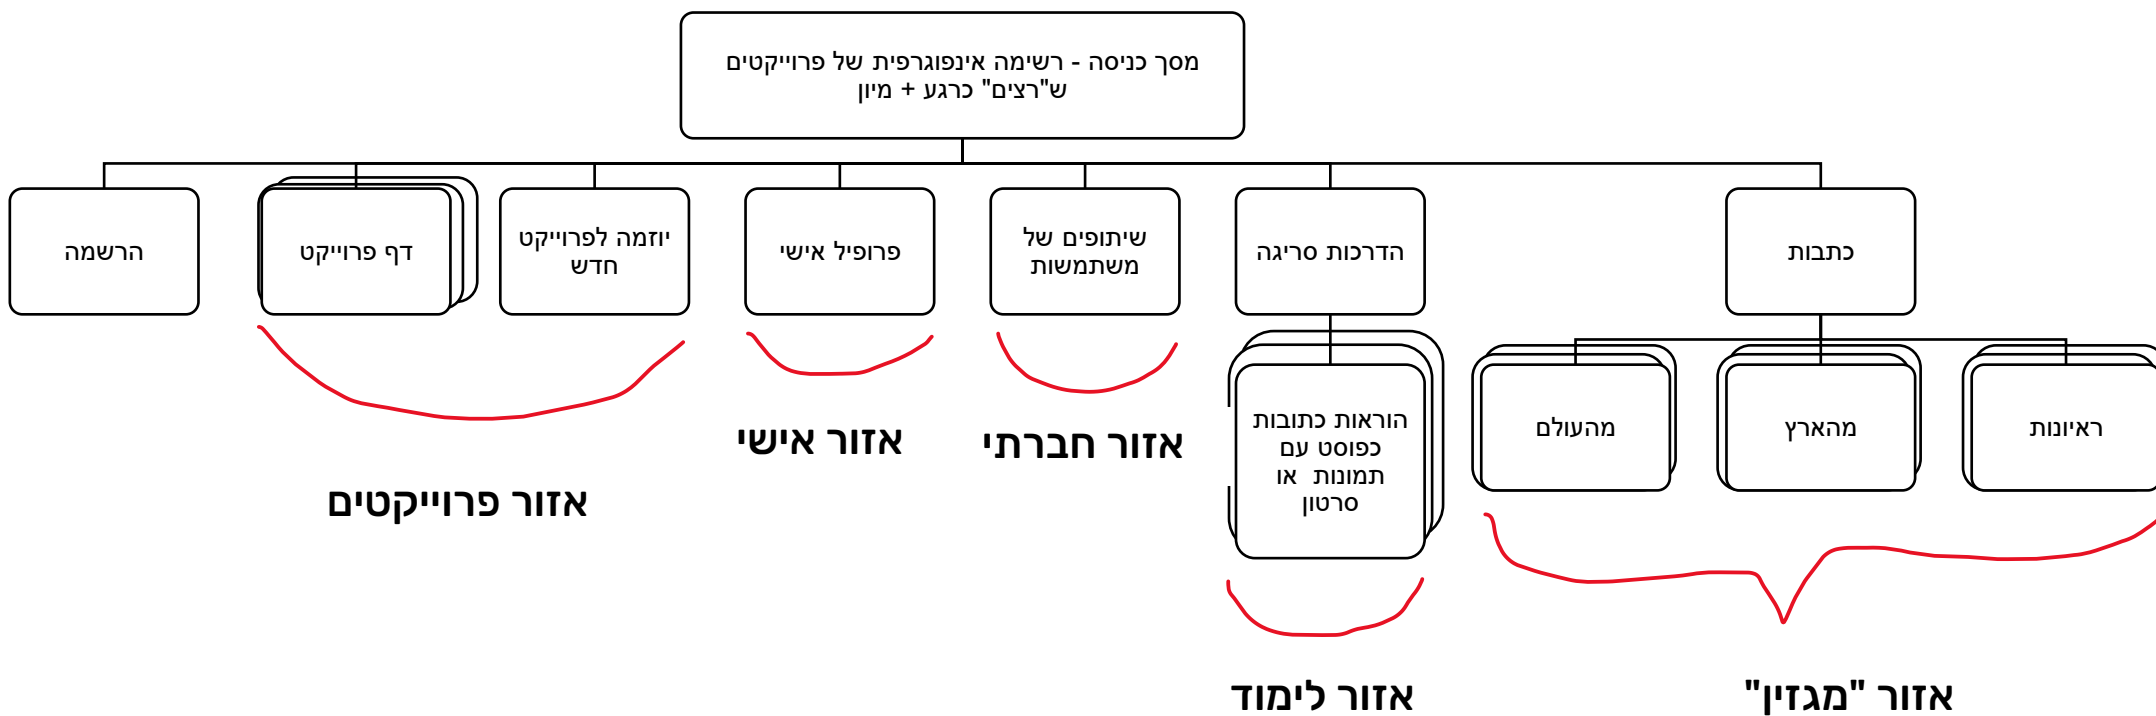 מסך כניסה - רשימה אינפוגרפית של פרוייקטים
ש"רצים" כרגע + מיון
כתבות
הדרכות סריגה
שיתופים של
משתמשות
פרופיל אישי
יוזמה לפרוייקט
חדש
דף פרוייקט
הרשמה
ראיונות
מהארץ
מהעולם
הוראות כתובות
כפוסט עם
תמונות או
סרטון
אזור חברתי
אזור אישי
אזור פרוייקטים
אזור "מגזין"
אזור לימוד